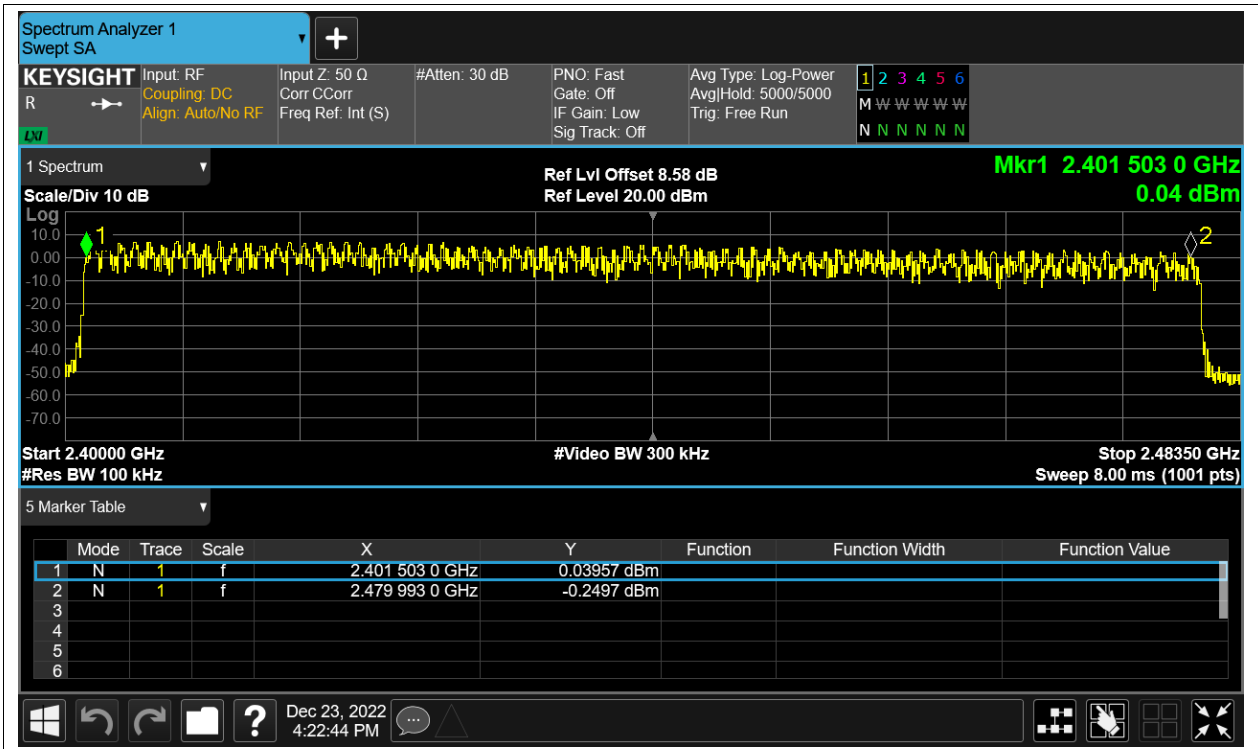 Spectrum Analyzer 1
Swept SA
+
KEYSIGHT Input: RF Input Z: 50 Ω #Atten: 30 dB PNO: Fast Avg Type: Log-Power 1 2 3 4 5 6
R Coupling: DC Corr CCorr Gate: Off Avg|Hold: 5000/5000 M W W W W W
Align: Auto/No RF Freq Ref: Int (S) IF Gain: Low Trig: Free Run
LXI Sig Track: Off N N N N N N
1 Spectrum Ref Lvl Offset 8.58 dB Mkr1 2.401 503 0 GHz
Scale/Div 10 dB Ref Level 20.00 dBm 0.04 dBm
Log
10.0 1 2
0.00
-10.0
-20.0
-30.0
-40.0
-50.0
-60.0
-70.0
Start 2.40000 GHz #Video BW 300 kHz Stop 2.48350 GHz
#Res BW 100 kHz Sweep 8.00 ms (1001 pts)
5 Marker Table
Mode Trace Scale X Y Function Function Width Function Value
1 N 1 f 2.401 503 0 GHz 0.03957 dBm
2 N 1 f 2.479 993 0 GHz -0.2497 dBm
3
4
5
6
? Dec 23, 2022
4:22:44 PM